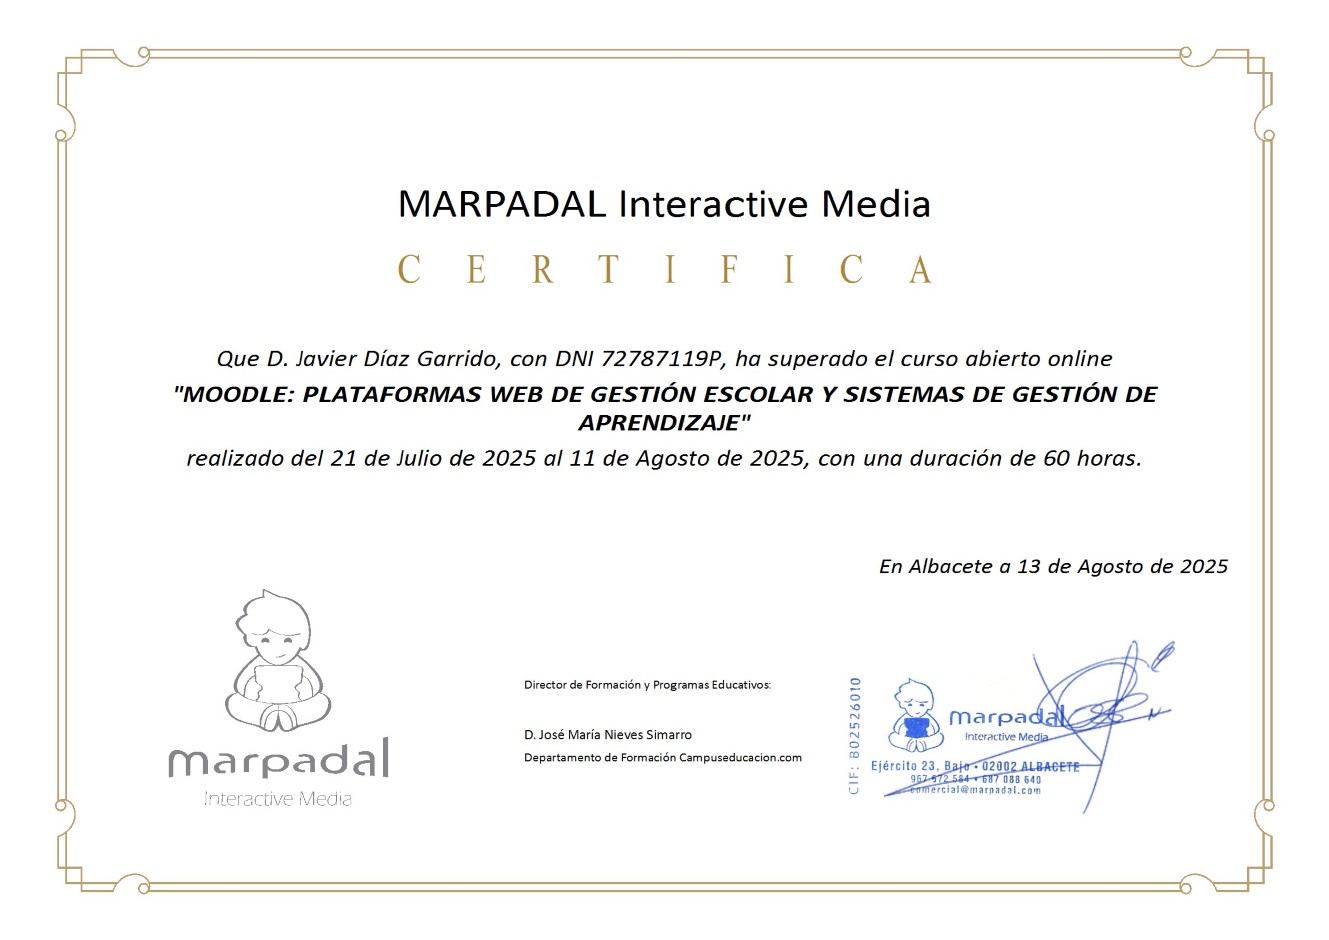 MARPADAL Interactive Media
CERTIFICA
Que D. Javier Díaz Garrido, con DNI 72787119P, ha superado el curso abierto online
"MOODLE: PLATAFORMAS WEB DE GESTIÓN ESCOLAR Y SISTEMAS DE GESTIÓN DE
APRENDIZAJE"
realizado del 21 de Julio de 2025 al 11 de Agosto de 2025, con una duración de 60 horas.
En Albacete a 13 de Agosto de 2025
marpadal
Interactive Media
Director de Formación y Programas Educativos:
D. José María Nieves Simarro
Departamento de Formación Campuseducacion.com
CIF: B02526010
marpadal
Interactive Media
Ejército 23, Bajo • 02002 ALBACETE
967 672 584 • 687 088 640
comercial@marpadal.com